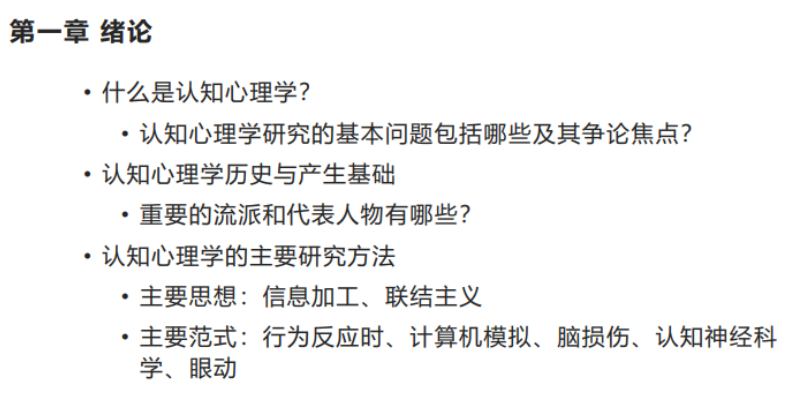 第一章 绪论
• 什么是认知心理学？
• 认知心理学研究的基本问题包括哪些及其争论焦点？
• 认知心理学历史与产生基础
• 重要的流派和代表人物有哪些？
• 认知心理学的主要研究方法
• 主要思想：信息加工、联结主义
• 主要范式：行为反应时、计算机模拟、脑损伤、认知神经科
学、眼动